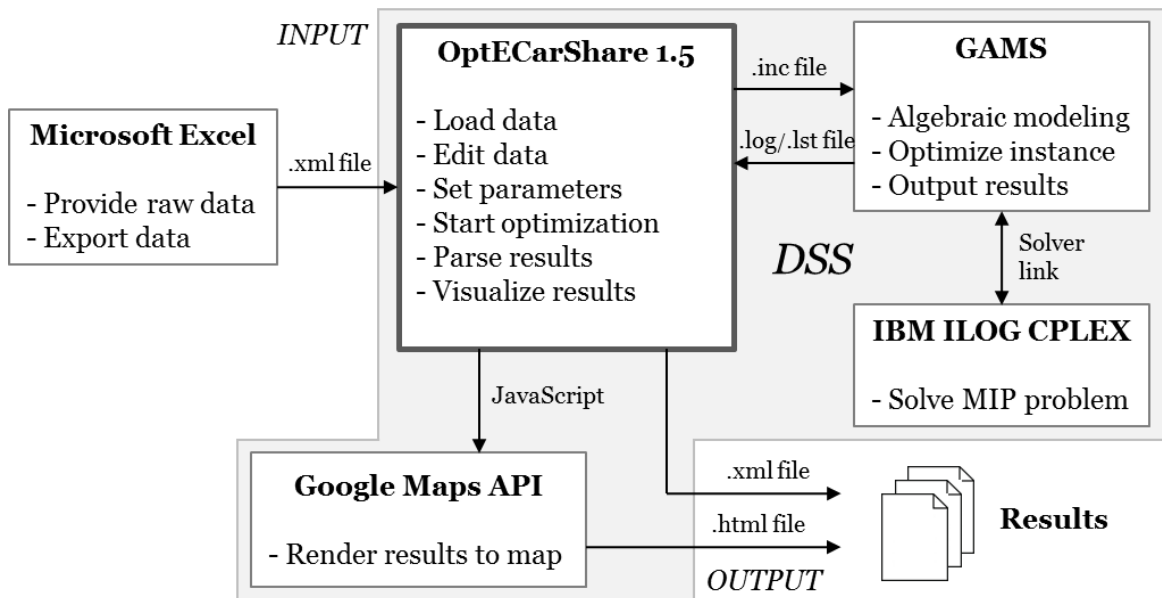 INPUT
OptECarShare 1.5
- Load data
- Edit data
- Set parameters
- Start optimization
- Parse results
- Visualize results
Microsoft Excel
- Provide raw data
- Export data
.xml file
.inc file
.log/.lst file
GAMS
- Algebraic modeling
- Optimize instance
- Output results
DSS
Solver
link
IBM ILOG CPLEX
- Solve MIP problem
JavaScript
Google Maps API
- Render results to map
.xml file
.html file
OUTPUT
Results